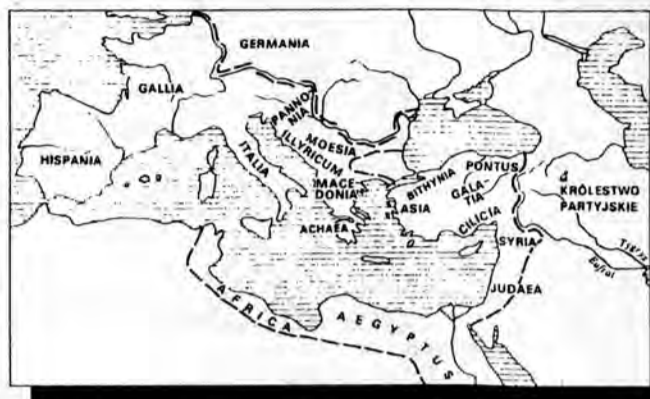 GERMANIA
GALLIA
PANNO-
NIA
HISPANIA
ITALIA
ILLYRICUM
MOESIA
MACE-
DONIA
ACHAEA
ASIA
BITHYNIA
PONTUS
GALA-
TIA
CILICIA
KRÓLESTWO
PARTYJSKIE
SYRIA
Tygrys
Eufrat
JUDAEA
AFRICA
AEGYPTUS